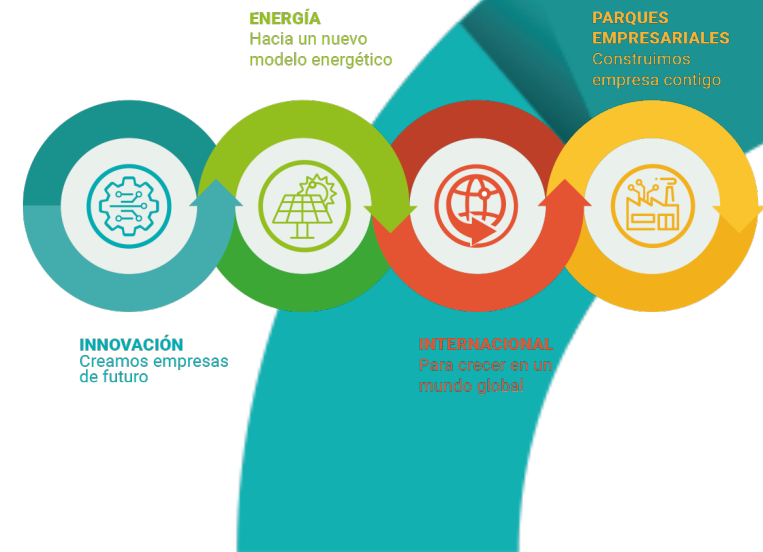 ENERGÍA
Hacia un nuevo
modelo energético
PARQUES
EMPRESARIALES
Construimos
empresa contigo
INNOVACIÓN
Creamos empresas
de futuro
INTERNACIONAL
Para crecer en un
mundo global